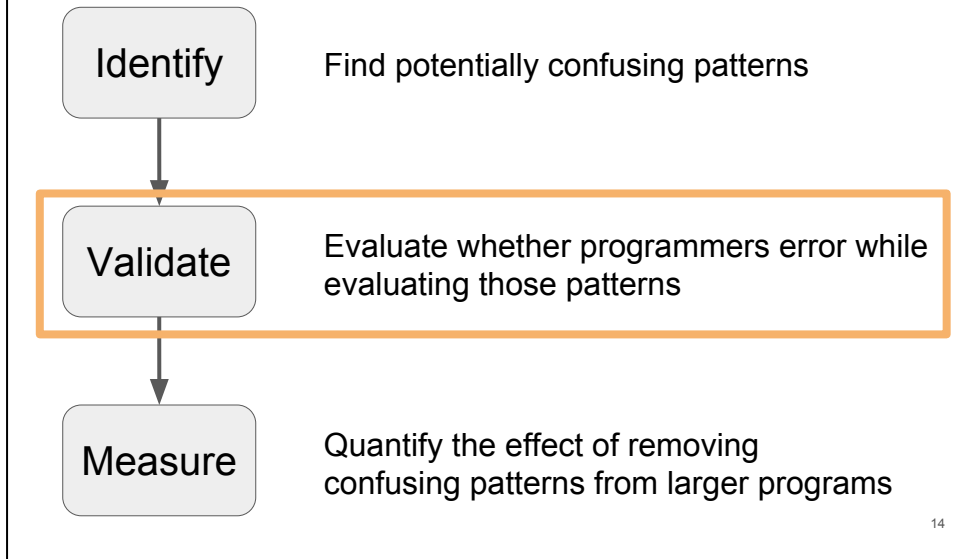 Identify
Find potentially confusing patterns
Validate
Evaluate whether programmers error while
evaluating those patterns
Measure
Quantify the effect of removing
confusing patterns from larger programs
14